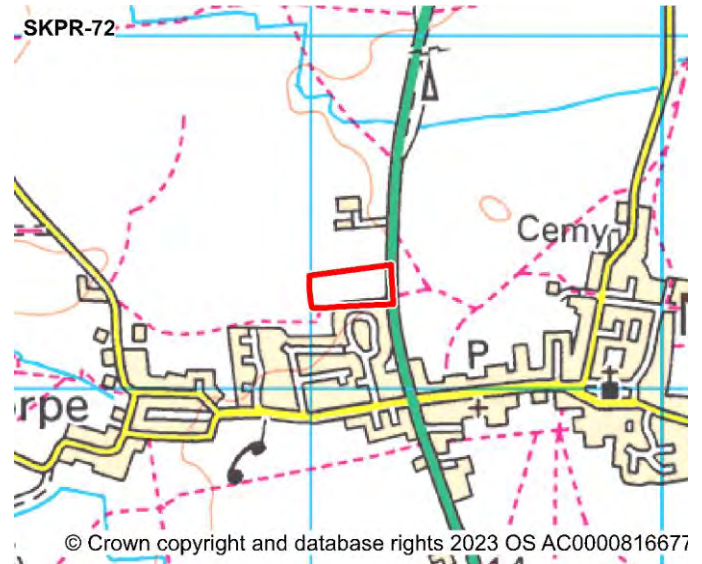 SKPR-72
Cemy
P
rpe
© Crown copyright and database rights 2023 OS AC0000816677